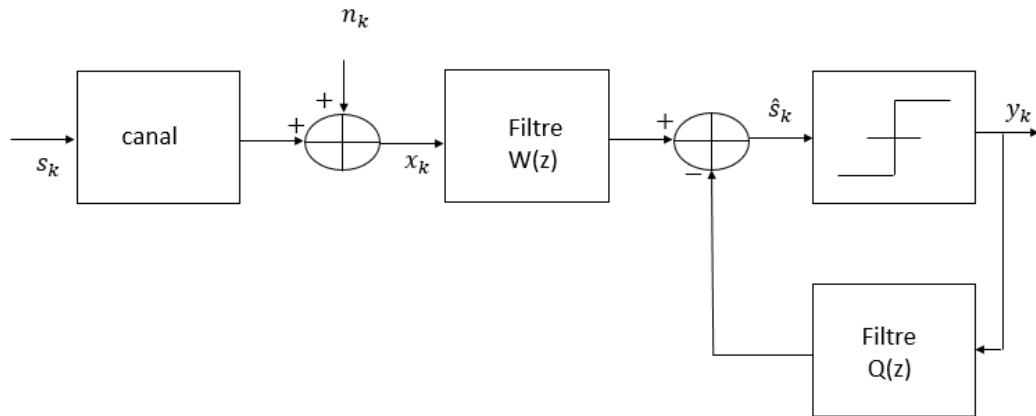 n_k
+
+
canal
s_k
x_k
Filtre
W(z)
+
−
ŝ_k
y_k
Filtre
Q(z)